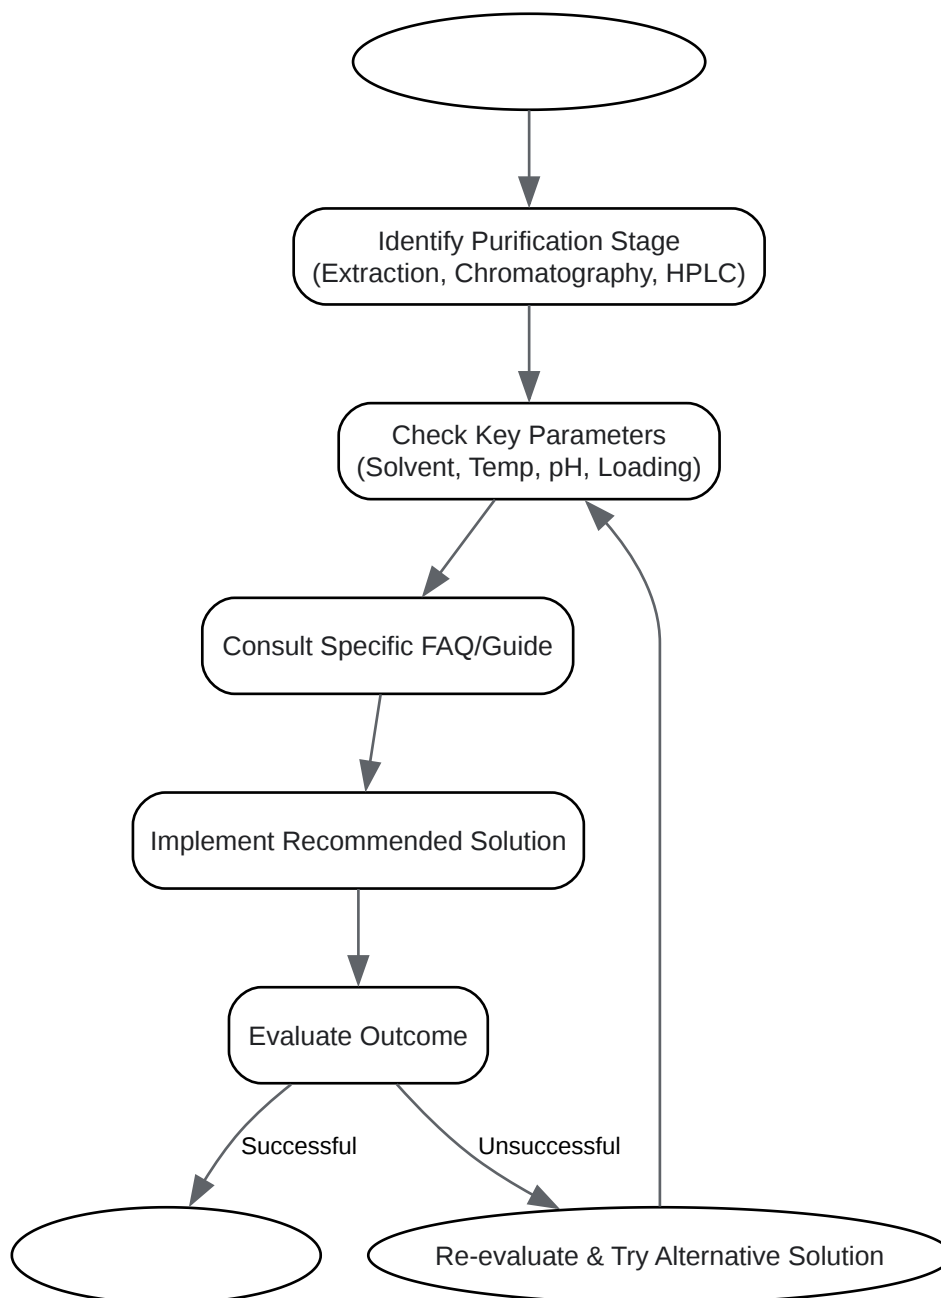 Identify Purification Stage
(Extraction, Chromatography, HPLC)
Check Key Parameters
(Solvent, Temp, pH, Loading)
Consult Specific FAQ/Guide
Implement Recommended Solution
Evaluate Outcome
Successful
Unsuccessful
Re-evaluate & Try Alternative Solution